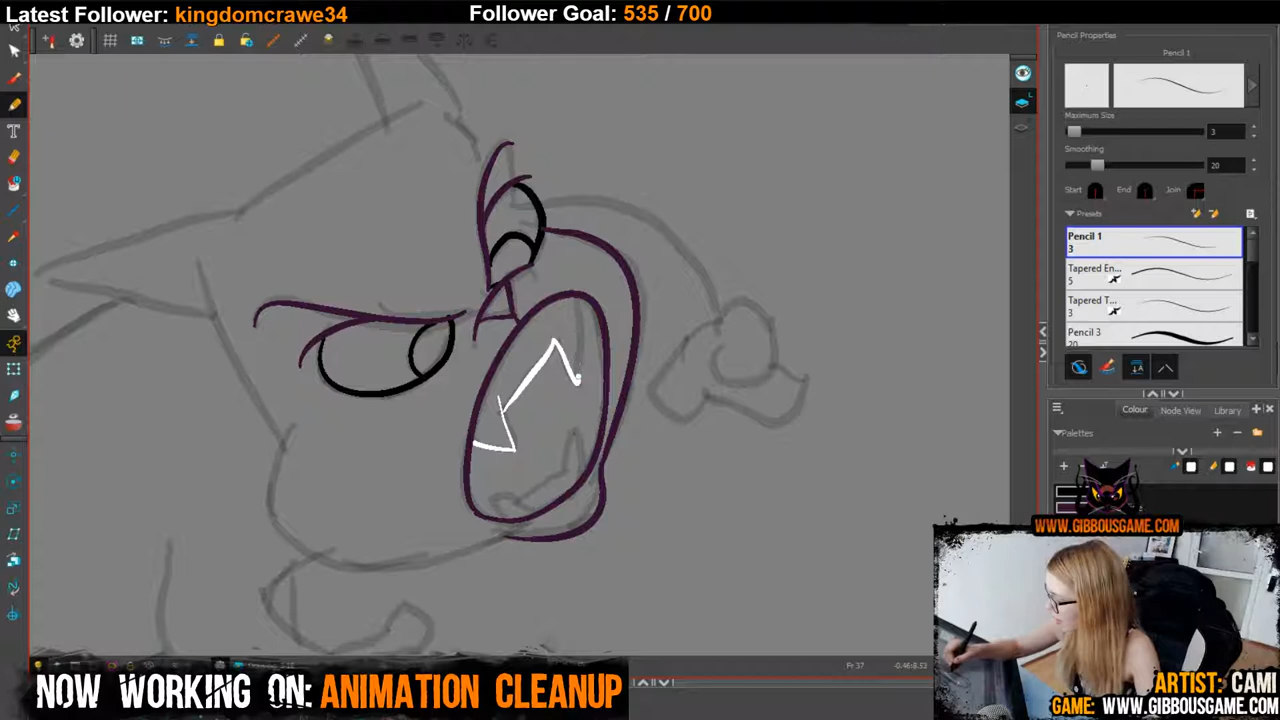 Latest Follower: kingdomcrawe34
Follower Goal: 535 / 700
Pencil Properties
Pencil 1
Maximum Size
3
Smoothing
20
Start
End
Join
Presets
Pencil 1
3
Tapered En...
5
Tapered T...
3
Pencil 3
20
Colour
Node View
Library
Palettes
WWW.GIBBOUSGAME.COM
Fr 37
NOW WORKING ON: ANIMATION CLEANUP
ARTIST: CAMI
GAME: WWW.GIBBOUSGAME.COM